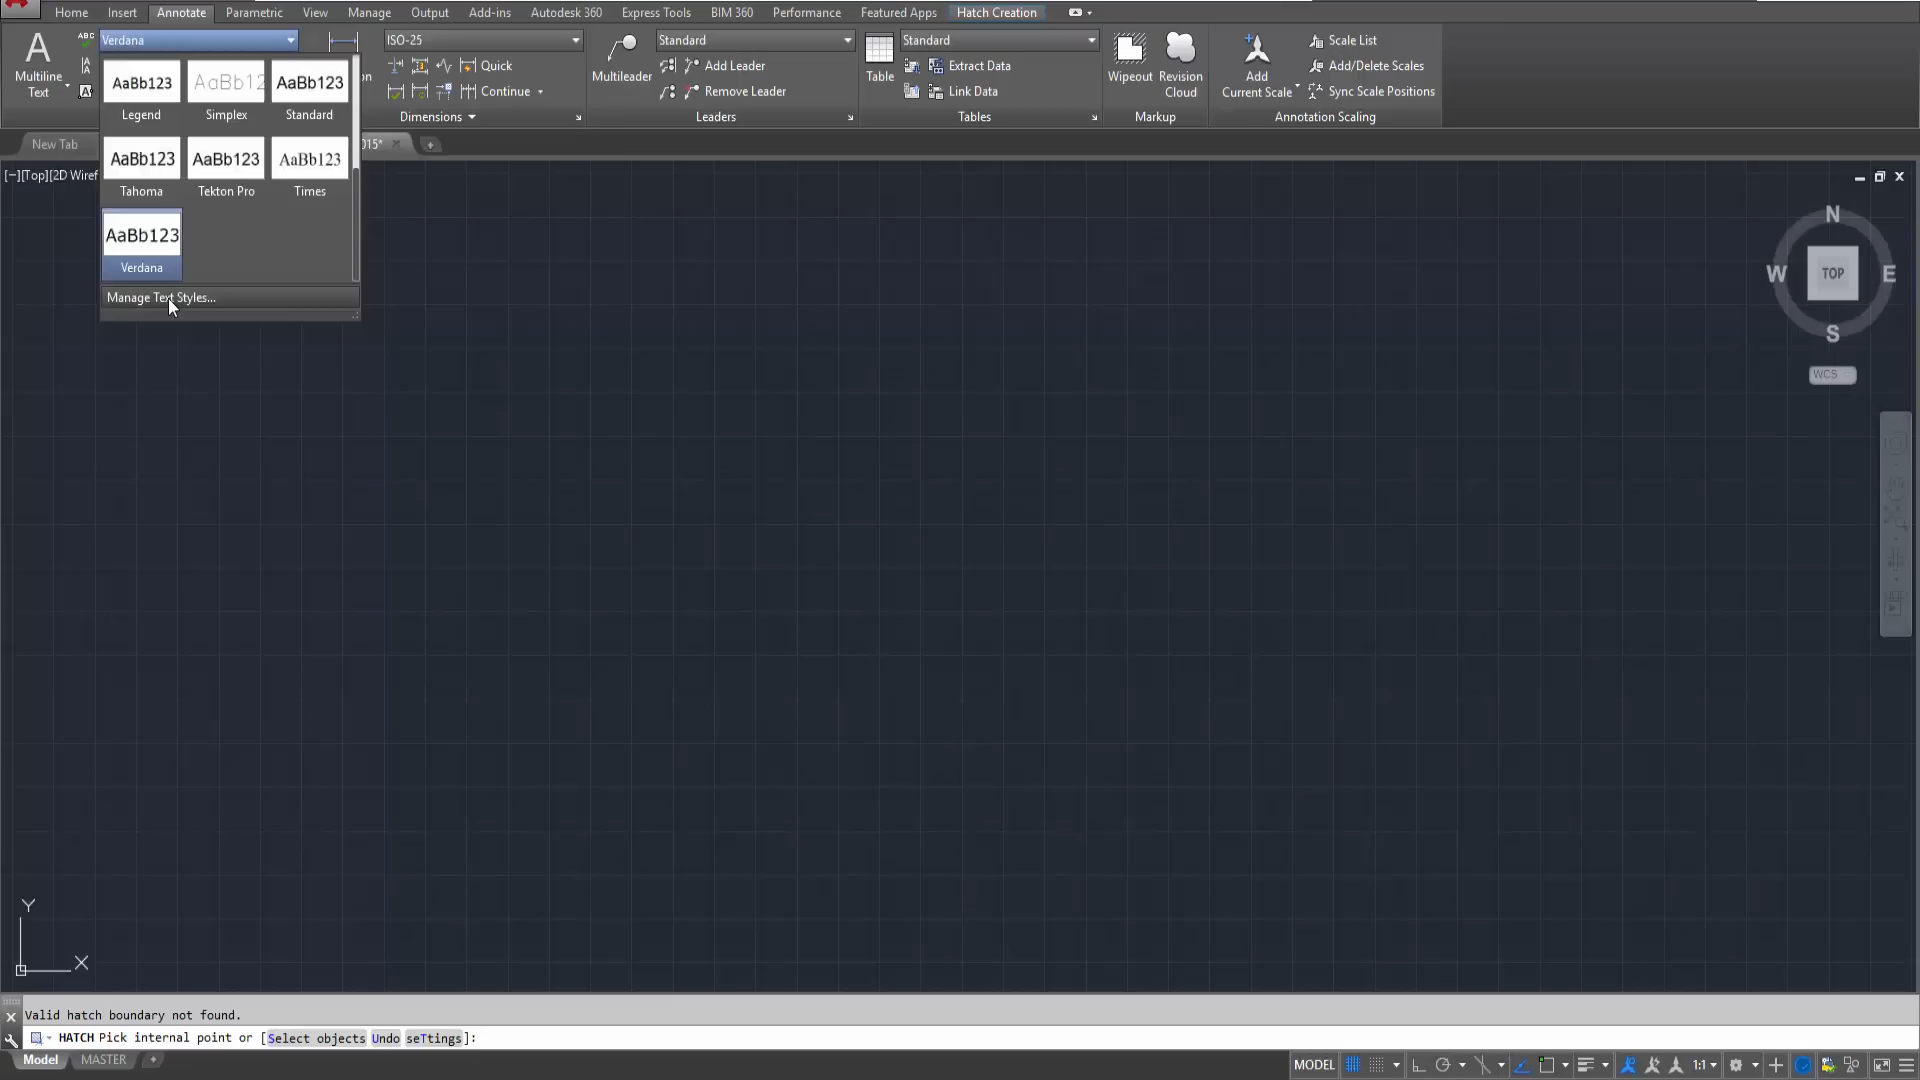 Home Insert Annotate Parametric View Manage Output Add-ins Autodesk 360 Express Tools BIM 360 Performance Featured Apps Hatch Creation
A ABC Verdana ISO-25 Standard Standard Scale List
Multiline Text
AaBb123 AaBb12 AaBb123
Legend Simplex Standard
AaBb123 AaBb123 AaBb123
Tahoma Tekton Pro Times
AaBb123
Verdana
Manage Text Styles...
Quick
Continue
Dimensions
Multileader
Add Leader
Remove Leader
Leaders
Table
Extract Data
Link Data
Tables
Wipeout Revision Cloud
Markup
Add Current Scale
Add/Delete Scales
Sync Scale Positions
Annotation Scaling
New Tab 015*
[−][Top][2D Wiref
N
W TOP E
S
WCS
Y
X
Valid hatch boundary not found.
HATCH Pick internal point or [Select objects Undo seTtings]:
Model MASTER
MODEL 1:1